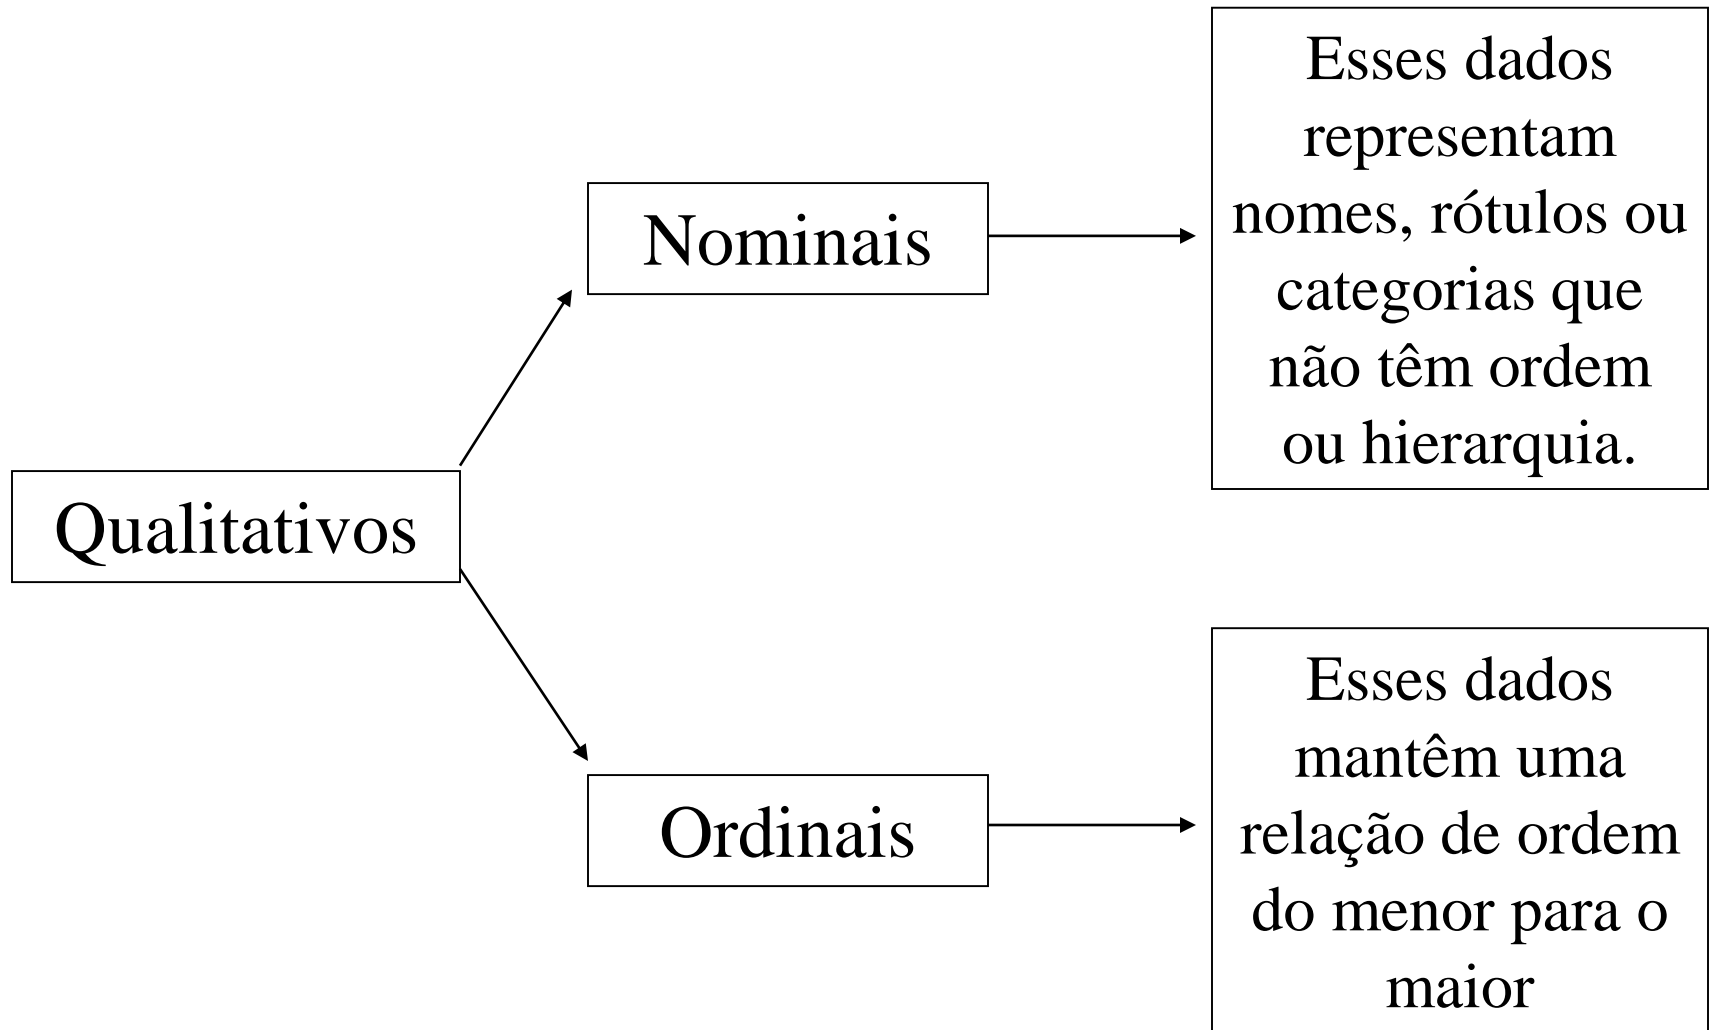 Qualitativos
Nominais
Esses dados
representam
nomes, rótulos ou
categorias que
não têm ordem
ou hierarquia.
Ordinais
Esses dados
mantêm uma
relação de ordem
do menor para o
maior